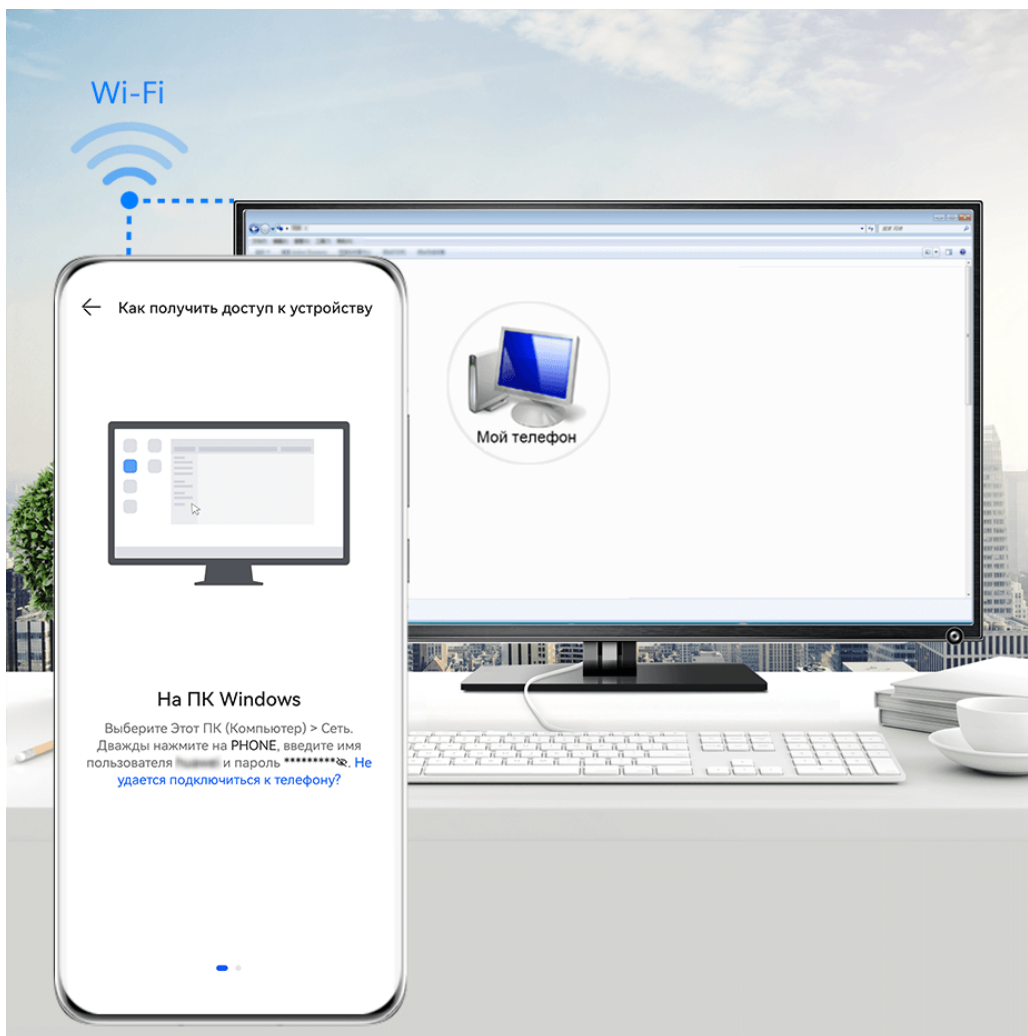 Wi-Fi
Как получить доступ к устройству
Мой телефон
На ПК Windows
Выберите Этот ПК (Компьютер) > Сеть.
Дважды нажмите на PHONE, введите имя
пользователя и пароль *********. Не
удается подключиться к телефону?